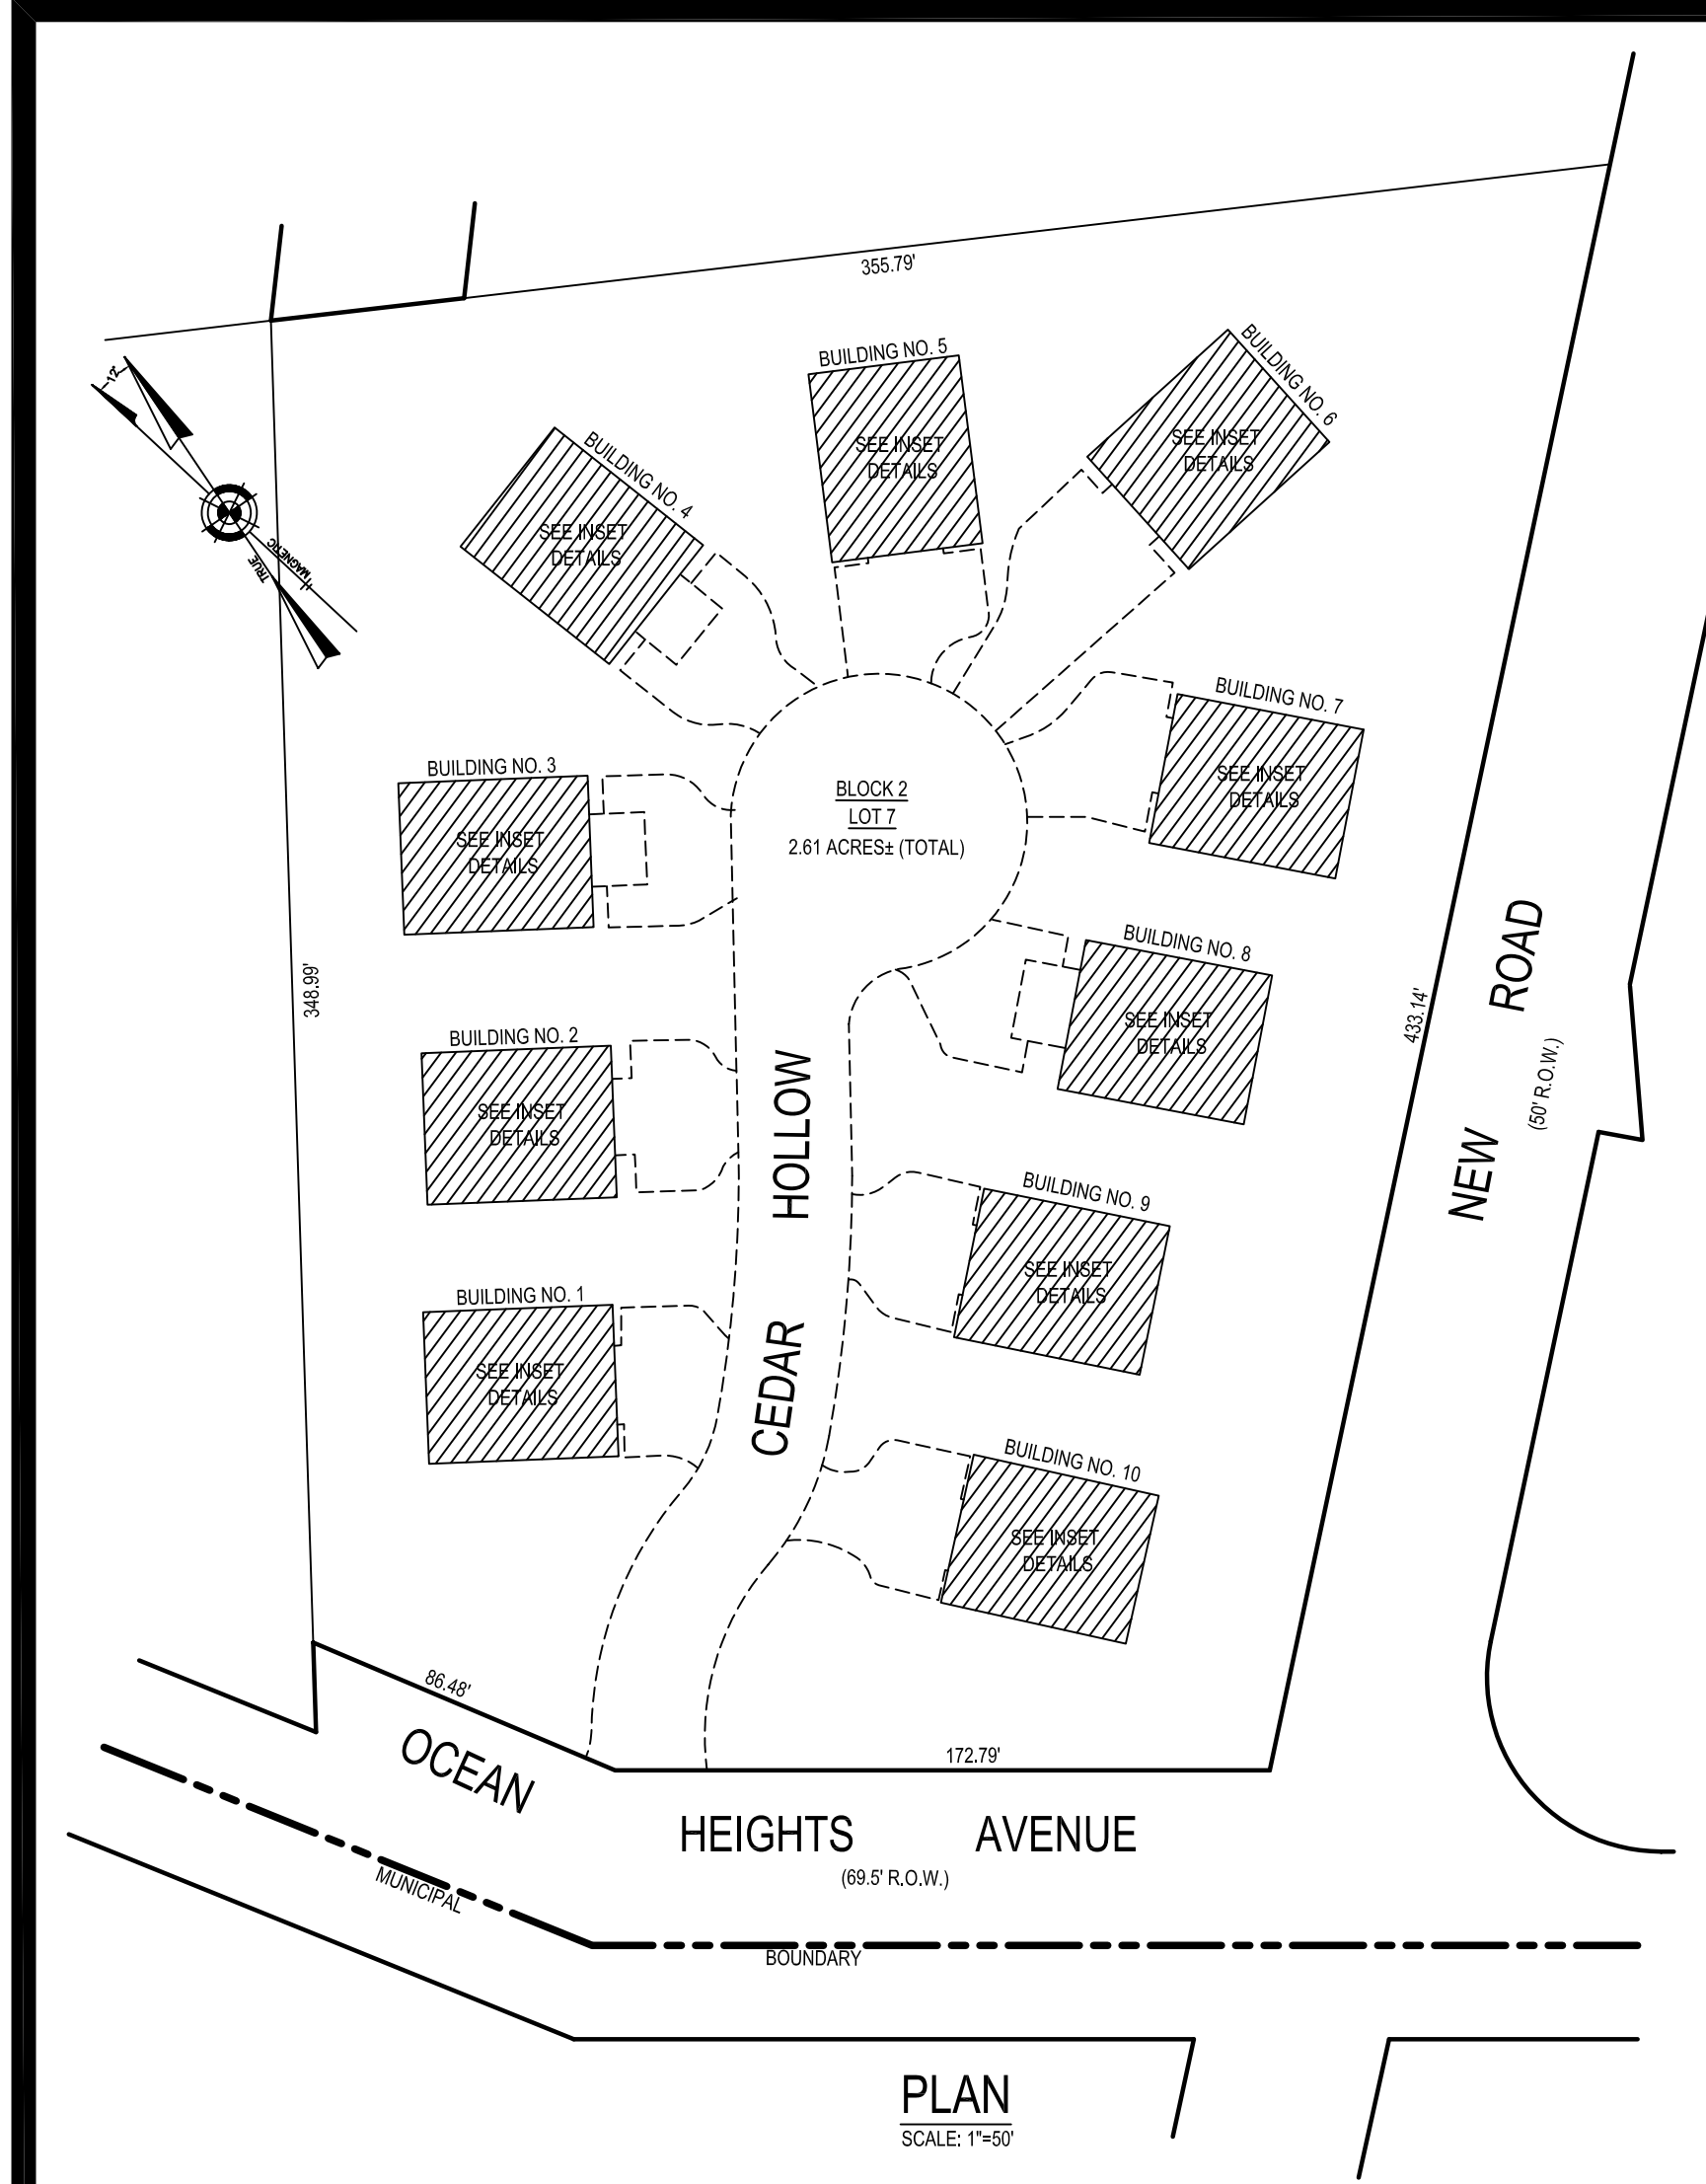 355.79'
12'
TRUE
MAGNETIC
BUILDING NO. 5
SEE INSET
DETAILS
BUILDING NO. 6
SEE INSET
DETAILS
BUILDING NO. 4
SEE INSET
DETAILS
BUILDING NO. 7
SEE INSET
DETAILS
BUILDING NO. 3
SEE INSET
DETAILS
BLOCK 2
LOT 7
2.61 ACRES± (TOTAL)
BUILDING NO. 8
SEE INSET
DETAILS
348.99'
433.14'
NEW ROAD
(50' R.O.W.)
BUILDING NO. 2
SEE INSET
DETAILS
CEDAR HOLLOW
BUILDING NO. 9
SEE INSET
DETAILS
BUILDING NO. 1
SEE INSET
DETAILS
BUILDING NO. 10
SEE INSET
DETAILS
86.48'
172.79'
OCEAN HEIGHTS AVENUE
(69.5' R.O.W.)
MUNICIPAL BOUNDARY
PLAN
SCALE: 1"=50'